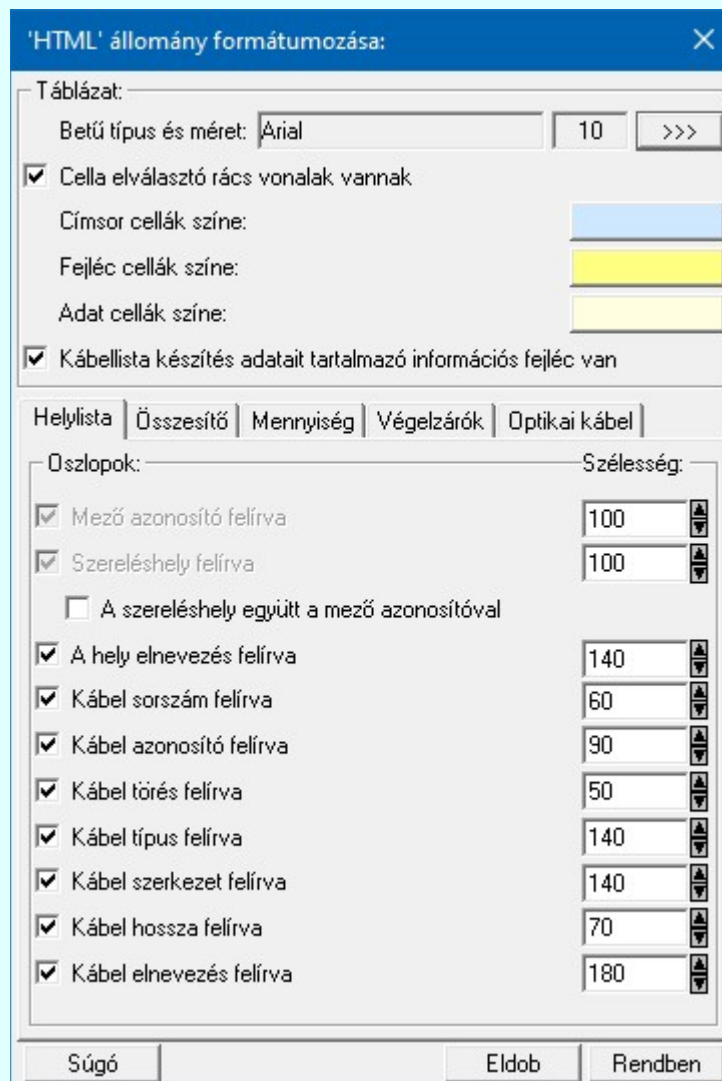 'HTML' állomány formátumozása:
Táblázat:
Betű típus és méret: Arial 10 >>>
Cella elválasztó rács vonalak vannak
Címsor cellák színe:
Fejléc cellák színe:
Adat cellák színe:
Kábellista készítés adatait tartalmazó információs fejléc van
Helylista Összesítő Mennyiség Végelzárók Optikai kábel
Oszlopok: Szélesség:
Mező azonosító felírva 100
Szereléshely felírva 100
A szereléshely együtt a mező azonosítóval
A hely elnevezés felírva 140
Kábel sorszám felírva 60
Kábel azonosító felírva 90
Kábel törés felírva 50
Kábel típus felírva 140
Kábel szerkezet felírva 140
Kábel hossza felírva 70
Kábel elnevezés felírva 180
Súgó Eldob Rendben